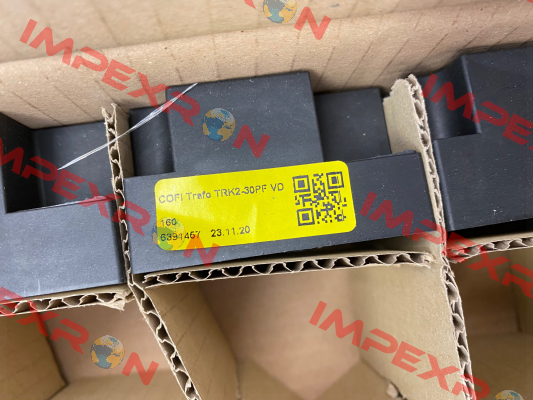 IMPEXRON
IMPEXRON
COFI Trafo TRK2-30PF VD
160
6391467 23.11.20
IMPEXRON
IMPEXRON